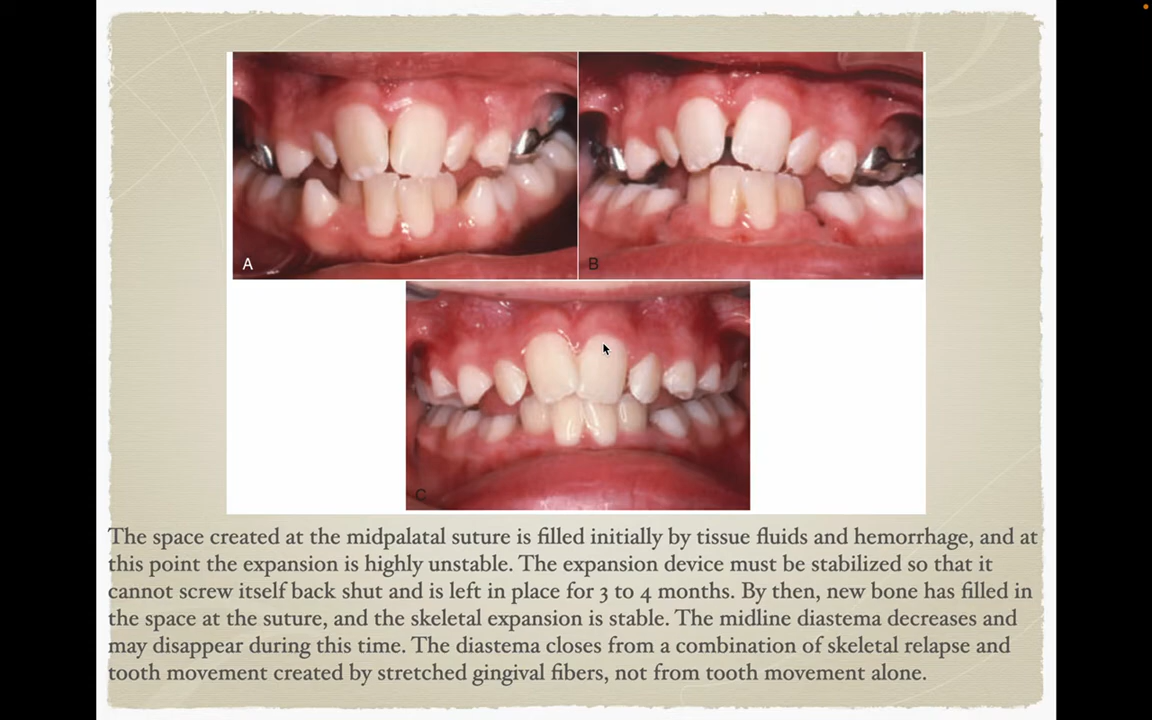 A
B
C
The space created at the midpalatal suture is filled initially by tissue fluids and hemorrhage, and at
this point the expansion is highly unstable. The expansion device must be stabilized so that it
cannot screw itself back shut and is left in place for 3 to 4 months. By then, new bone has filled in
the space at the suture, and the skeletal expansion is stable. The midline diastema decreases and
may disappear during this time. The diastema closes from a combination of skeletal relapse and
tooth movement created by stretched gingival fibers, not from tooth movement alone.